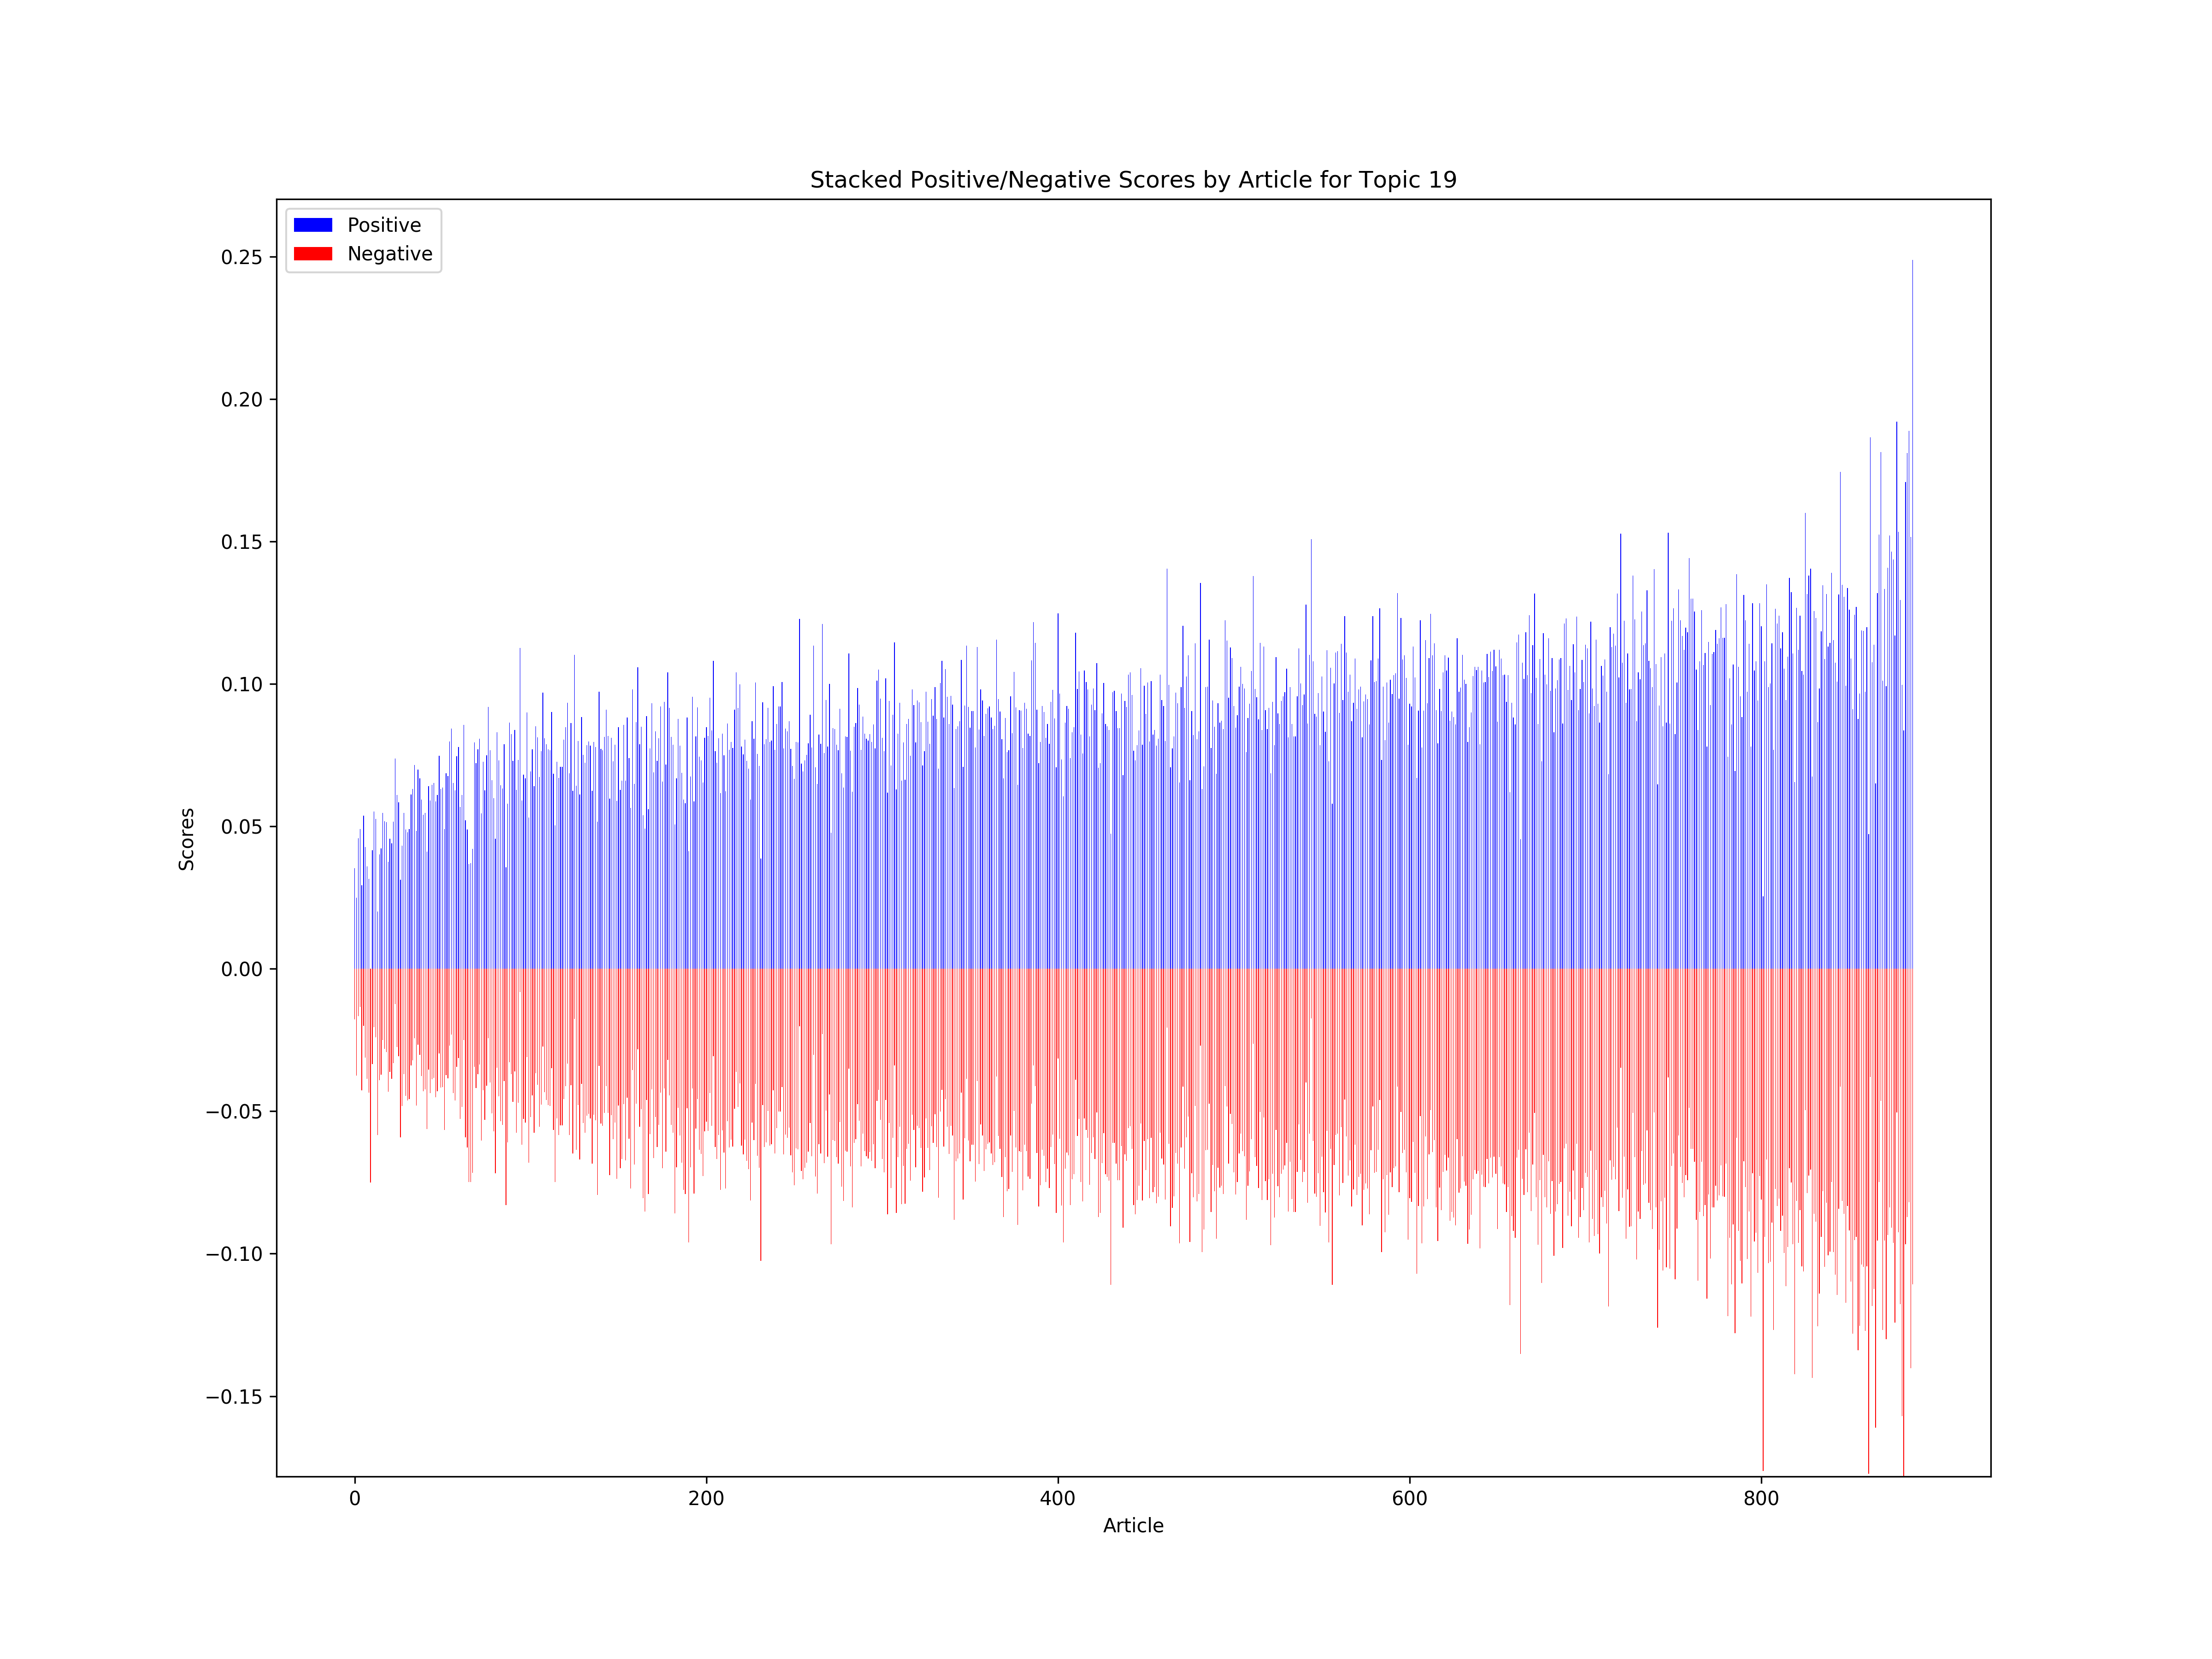 Stacked Positive/Negative Scores by Article for Topic 19
Positive
Negative
0.25
0.20
0.15
0.10
0.05
0.00
−0.05
−0.10
−0.15
Scores
0 200 400 600 800
Article